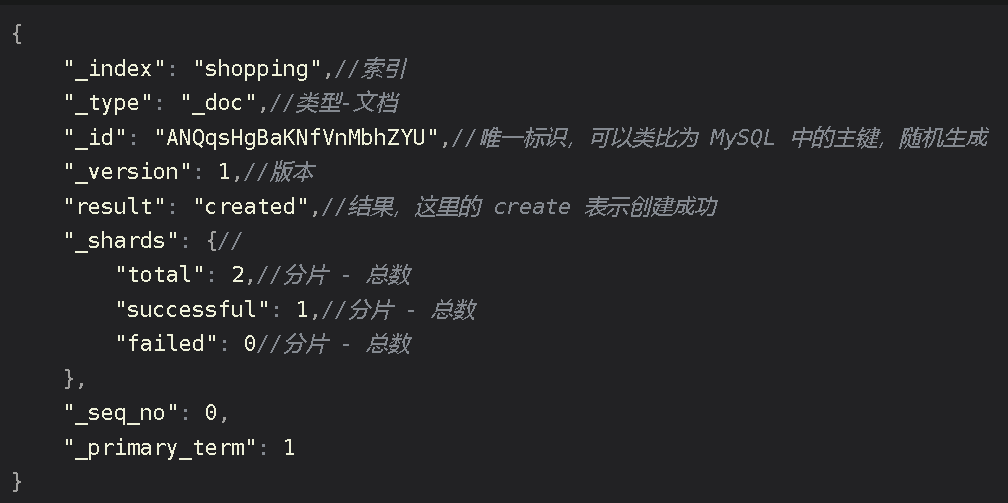 {
"_index": "shopping",//索引
"_type": "_doc",//类型-文档
"_id": "ANQqsHgBaKNfVnMbhZYU",//唯一标识，可以类比为 MySQL 中的主键，随机生成
"_version": 1,//版本
"result": "created",//结果，这里的 create 表示创建成功
"_shards": {//
"total": 2,//分片 - 总数
"successful": 1,//分片 - 总数
"failed": 0//分片 - 总数
},
"_seq_no": 0,
"_primary_term": 1
}